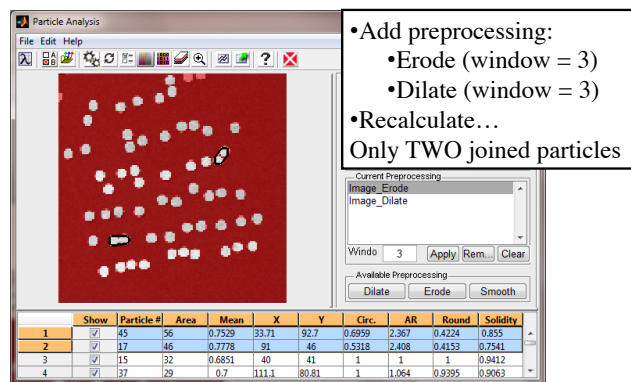 Particle Analysis
File Edit Help
•Add preprocessing:
•Erode (window = 3)
•Dilate (window = 3)
•Recalculate…
Only TWO joined particles
Current Preprocessing
Image_Erode
Image_Dilate
Windo 3 Apply Rem... Clear
Available Preprocessing
Dilate Erode Smooth
Show Particle # Area Mean X Y Circ. AR Round Solidity
1 45 56 0.7529 33.71 92.7 0.6959 2.367 0.4224 0.855
2 17 46 0.7778 91 46 0.5318 2.408 0.4153 0.7541
3 15 32 0.6851 40 41 1 1 1 0.9412
4 37 29 0.7 111.1 80.81 1 1.064 0.9395 0.9063